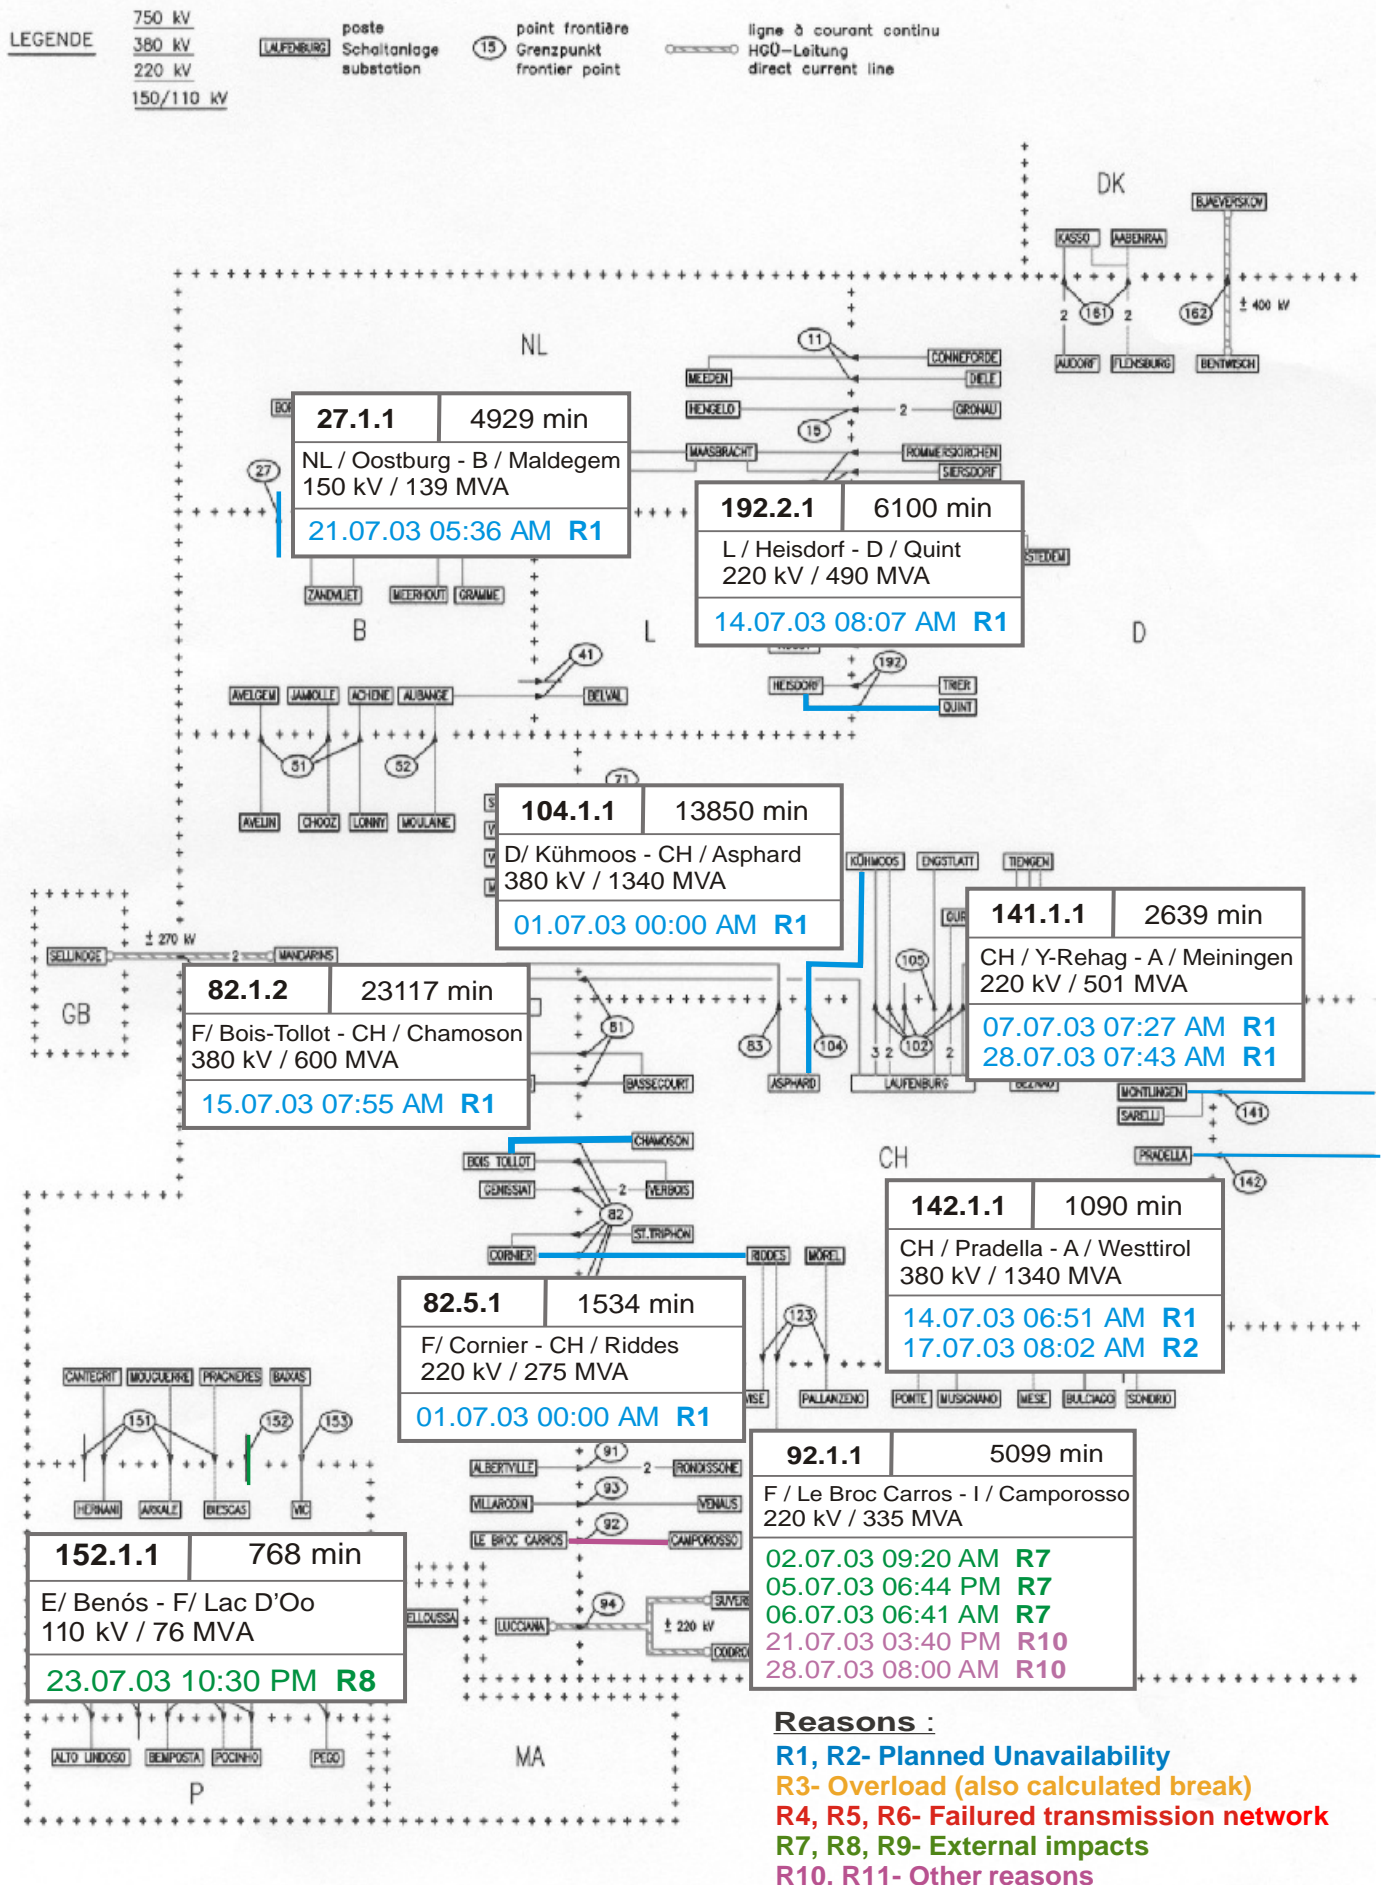 LEGENDE
750 kV
380 kV
220 kV
150/110 kV
LAUFENBURG
poste
Schaltanlage
substation
15
point frontière
Grenzpunkt
frontier point
ligne à courant continu
HGÜ-Leitung
direct current line
DK
BJAEVERSKOV
KASSO
AABENRAA
2
161
2
162
± 400 kV
AUDORF
FLENSBURG
BENTWISCH
NL
11
CONNEFORDE
MEEDEN
DIELE
HENGELO
2
GRONAU
15
MAASBRACHT
ROMMERSKIRCHEN
SIERSDORF
27
27.1.1
4929 min
NL / Oostburg - B / Maldegem
150 kV / 139 MVA
21.07.03 05:36 AM R1
192.2.1
6100 min
L / Heisdorf - D / Quint
220 kV / 490 MVA
14.07.03 08:07 AM R1
STEDEM
ZANDVLIET
MEERHOUT
GRAMME
B
L
D
41
192
HEISDORF
TRIER
QUINT
AVELGEM
JAMIOLLE
ACHENE
AUBANGE
BELVAL
51
52
71
AVELIN
CHOOZ
LONNY
MOULAINE
104.1.1
13850 min
D/ Kühmoos - CH / Asphard
380 kV / 1340 MVA
01.07.03 00:00 AM R1
KÜHMOOS
ENGSTLATT
TIENGEN
141.1.1
2639 min
CH / Y-Rehag - A / Meiningen
220 kV / 501 MVA
07.07.03 07:27 AM R1
28.07.03 07:43 AM R1
± 270 kV
SELLINDGE
2
MANDARINS
GB
82.1.2
23117 min
F/ Bois-Tollot - CH / Chamoson
380 kV / 600 MVA
15.07.03 07:55 AM R1
105
81
83
104
3
2
102
2
BASSECOURT
ASPHARD
LAUFENBURG
BEZNAU
MONTLINGEN
SARELLI
141
CHAMOSON
BOIS TOLLOT
CH
PRADELLA
142
GENISSIAT
2
VERBOIS
82
ST.TRIPHON
CORNIER
RIDDES
MÖREL
142.1.1
1090 min
CH / Pradella - A / Westtirol
380 kV / 1340 MVA
14.07.03 06:51 AM R1
17.07.03 08:02 AM R2
82.5.1
1534 min
F/ Cornier - CH / Riddes
220 kV / 275 MVA
01.07.03 00:00 AM R1
123
CANTEGRIT
MOUGUERRE
PRAGNERES
BAIXAS
PALLANZENO
PONTE
MUSIGNANO
MESE
BULCIAGO
SONDRIO
151
152
153
HERNANI
ARKALE
BIESCAS
VIC
91
ALBERTVILLE
2
RONDISSONE
93
VILLARODIN
VENAUS
92
LE BROC CARROS
CAMPOROSSO
92.1.1
5099 min
F / Le Broc Carros - I / Camporosso
220 kV / 335 MVA
02.07.03 09:20 AM R7
05.07.03 06:44 PM R7
06.07.03 06:41 AM R7
21.07.03 03:40 PM R10
28.07.03 08:00 AM R10
152.1.1
768 min
E/ Benós - F/ Lac D'Oo
110 kV / 76 MVA
23.07.03 10:30 PM R8
ELLOUSSA
94
LUCCIANA
± 220 kV
ALTO LINDOSO
BEMPOSTA
POCINHO
PEGO
P
MA
Reasons :
R1, R2- Planned Unavailability
R3- Overload (also calculated break)
R4, R5, R6- Failured transmission network
R7, R8, R9- External impacts
R10, R11- Other reasons